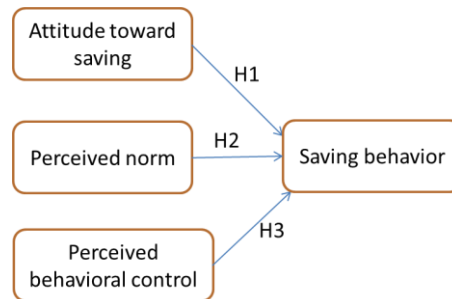 Attitude toward
saving
H1
Perceived norm
H2
Saving behavior
H3
Perceived
behavioral control